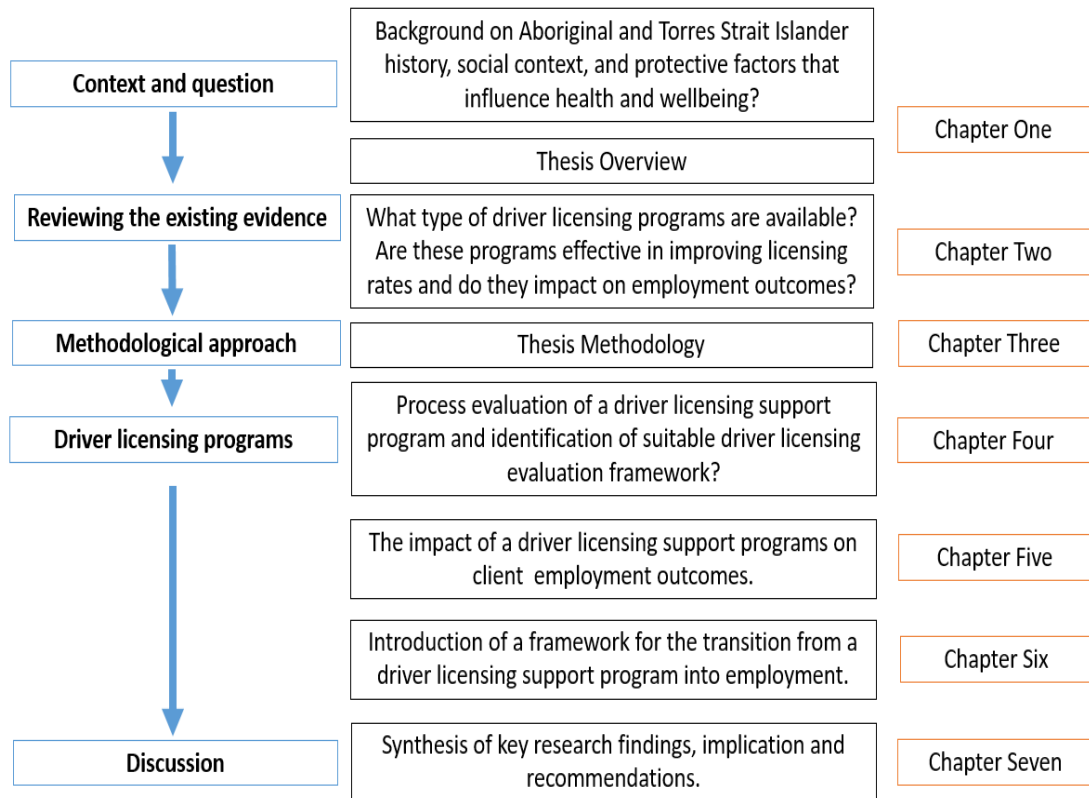 Context and question
Background on Aboriginal and Torres Strait Islander
history, social context, and protective factors that
influence health and wellbeing?
Thesis Overview
Chapter One
Reviewing the existing evidence
What type of driver licensing programs are available?
Are these programs effective in improving licensing
rates and do they impact on employment outcomes?
Chapter Two
Methodological approach
Thesis Methodology
Chapter Three
Driver licensing programs
Process evaluation of a driver licensing support
program and identification of suitable driver licensing
evaluation framework?
Chapter Four
The impact of a driver licensing support programs on
client employment outcomes.
Chapter Five
Introduction of a framework for the transition from a
driver licensing support program into employment.
Chapter Six
Discussion
Synthesis of key research findings, implication and
recommendations.
Chapter Seven